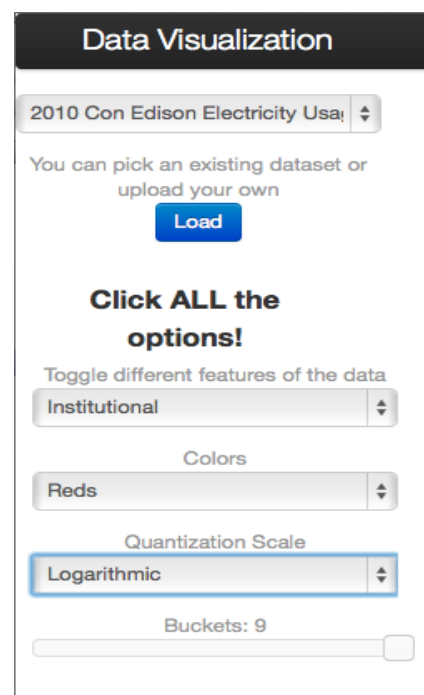 Data Visualization
2010 Con Edison Electricity Usa
You can pick an existing dataset or
upload your own
Load
Click ALL the
options!
Toggle different features of the data
Institutional
Colors
Reds
Quantization Scale
Logarithmic
Buckets: 9